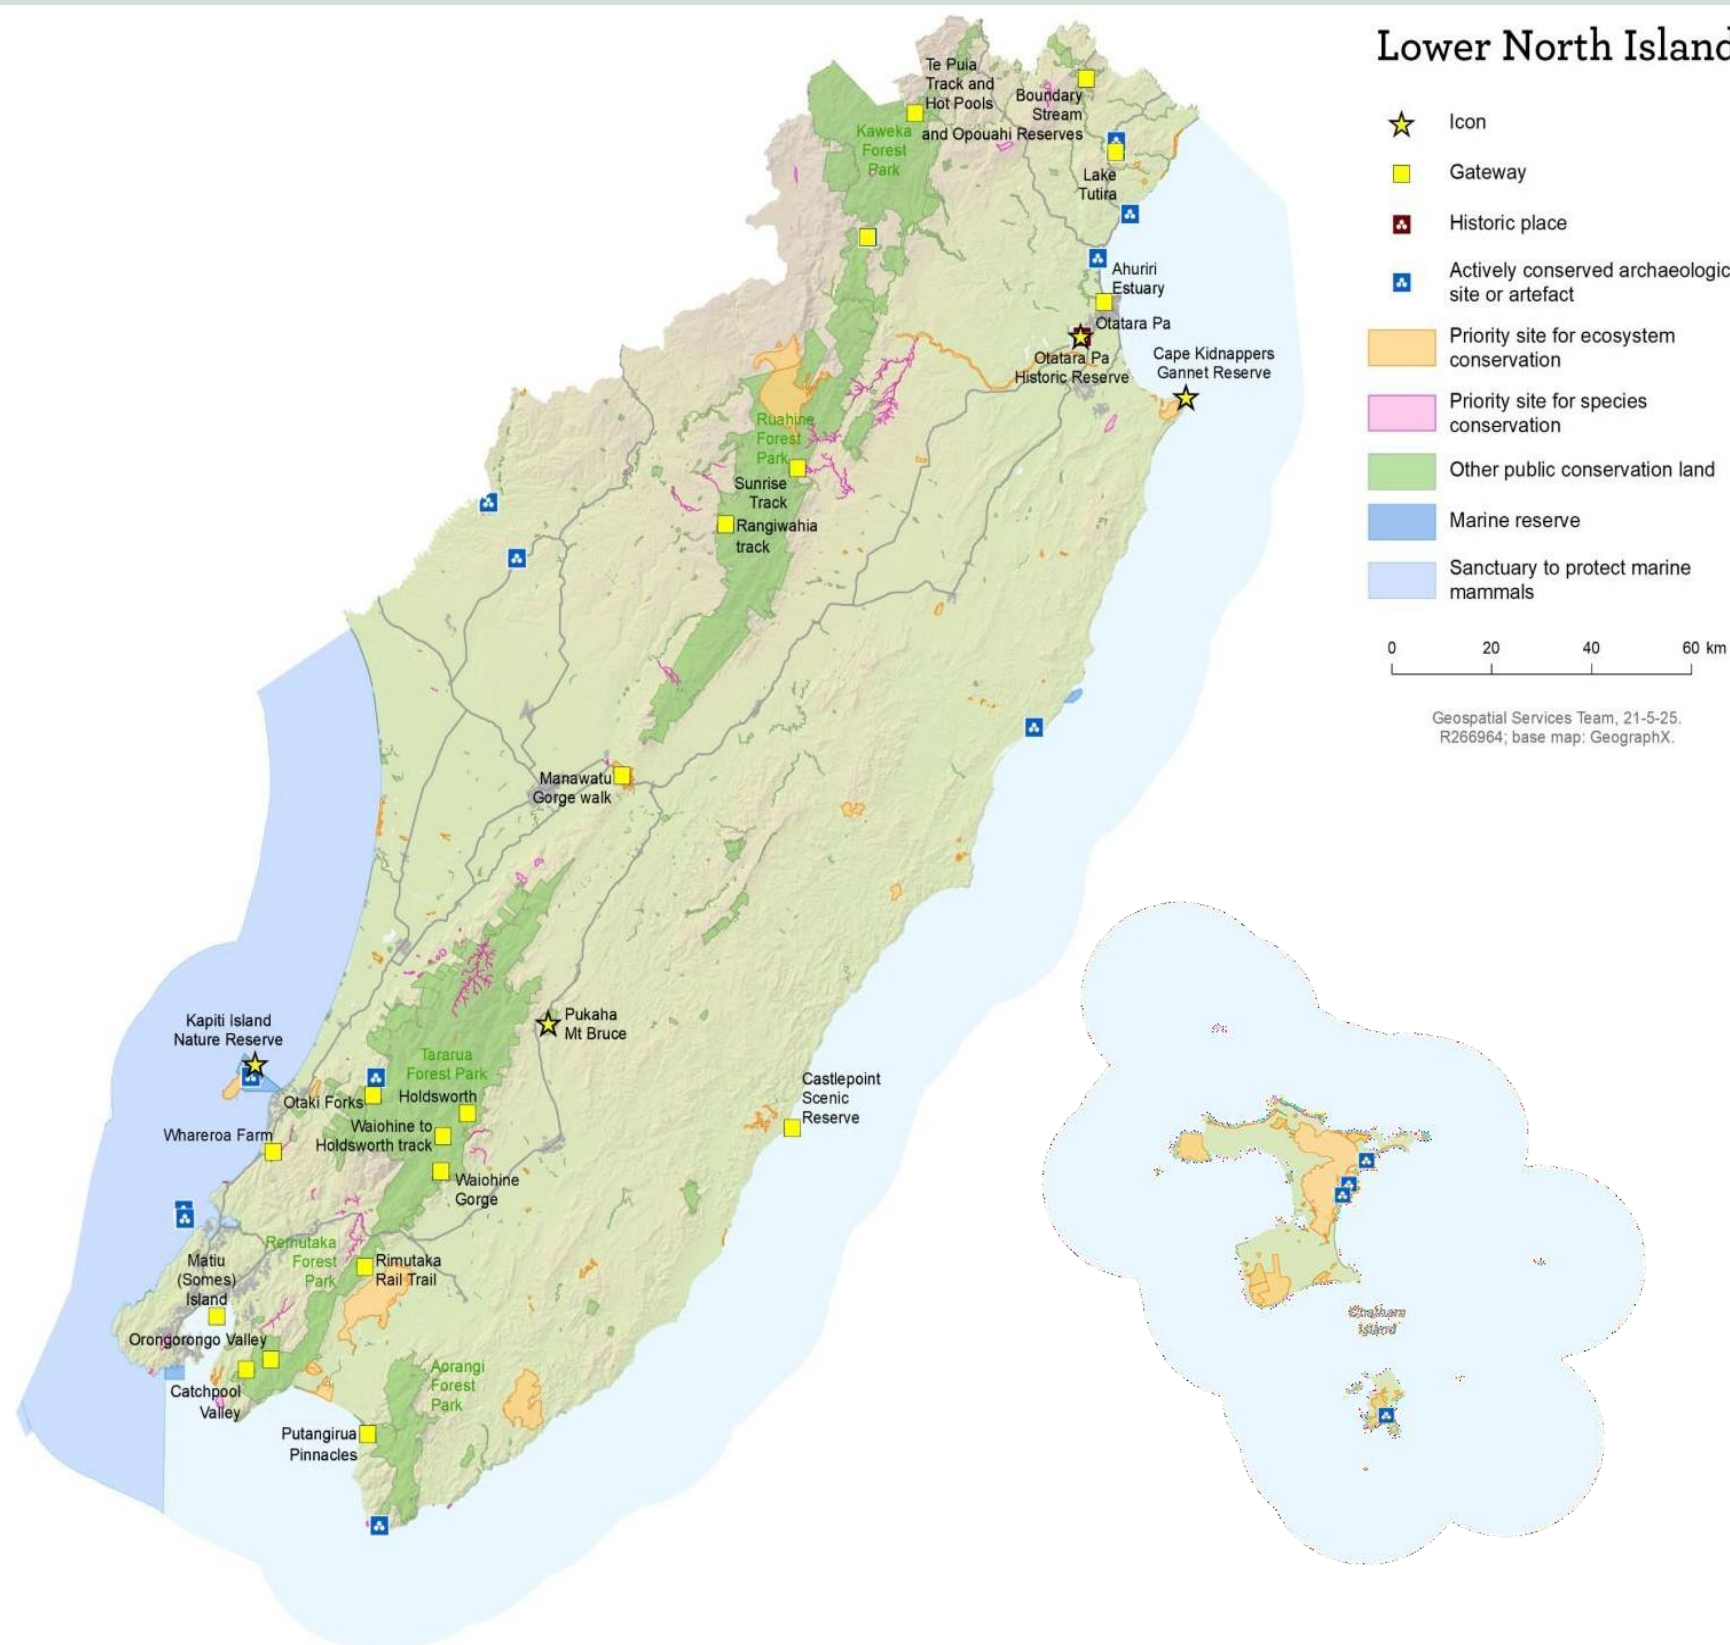 Lower North Island
Icon
Gateway
Historic place
Actively conserved archaeologic
site or artefact
Priority site for ecosystem
conservation
Priority site for species
conservation
Other public conservation land
Marine reserve
Sanctuary to protect marine
mammals
0 20 40 60 km
Geospatial Services Team, 21-5-25.
R266964; base map: GeographX.
Te Puia
Track and
Hot Pools
Boundary
Stream
and Opouahi Reserves
Kaweka
Forest
Park
Lake
Tutira
Ahuriri
Estuary
Otatara Pa
Otatara Pa
Historic Reserve
Cape Kidnappers
Gannet Reserve
Ruahine
Forest
Park
Sunrise
Track
Rangiwahia
track
Manawatu
Gorge walk
Pukaha
Mt Bruce
Kapiti Island
Nature Reserve
Tararua
Forest Park
Otaki Forks
Holdsworth
Whareroa Farm
Waiohine to
Holdsworth track
Waiohine
Gorge
Castlepoint
Scenic
Reserve
Remutaka
Forest
Park
Rimutaka
Rail Trail
Matiu
(Somes)
Island
Orongorongo Valley
Catchpool
Valley
Aorangi
Forest
Park
Putangirua
Pinnacles
Island